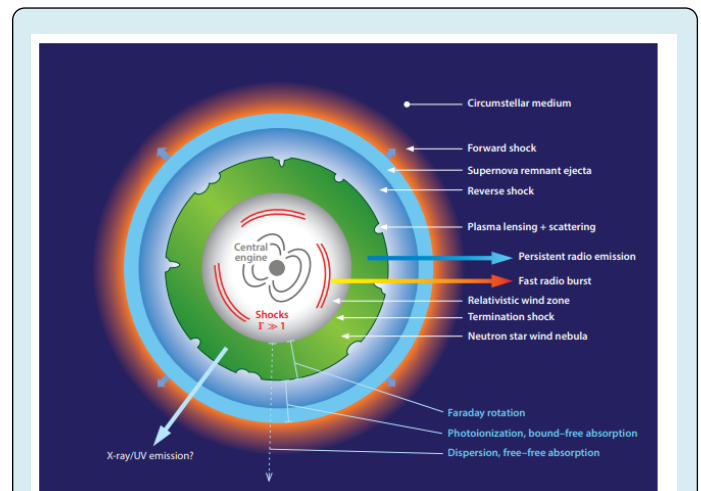 Circumstellar medium
Forward shock
Supernova remnant ejecta
Reverse shock
Plasma lensing + scattering
Central
engine
Persistent radio emission
Fast radio burst
Relativistic wind zone
Shocks
Γ ≫ 1
Termination shock
Neutron star wind nebula
Faraday rotation
Photoionization, bound–free absorption
X-ray/UV emission?
Dispersion, free–free absorption